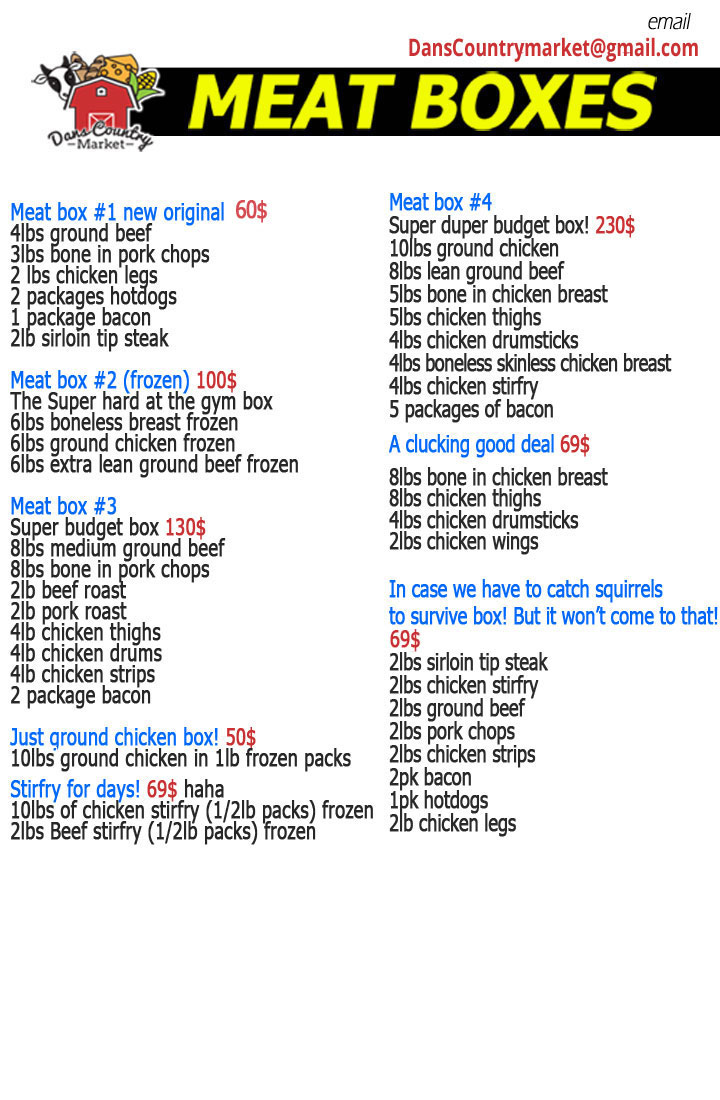 email
DansCountrymarket@gmail.com
Dans Country
Market
MEAT BOXES
Meat box #1 new original 60$
4lbs ground beef
3lbs bone in pork chops
2 lbs chicken legs
2 packages hotdogs
1 package bacon
2lb sirloin tip steak
Meat box #2 (frozen) 100$
The Super hard at the gym box
6lbs boneless breast frozen
6lbs ground chicken frozen
6lbs extra lean ground beef frozen
Meat box #3
Super budget box 130$
8lbs medium ground beef
8lbs bone in pork chops
2lb beef roast
2lb pork roast
4lb chicken thighs
4lb chicken drums
4lb chicken strips
2 package bacon
Just ground chicken box! 50$
10lbs ground chicken in 1lb frozen packs
Stirfry for days! 69$ haha
10lbs of chicken stirfry (1/2lb packs) frozen
2lbs Beef stirfry (1/2lb packs) frozen
Meat box #4
Super duper budget box! 230$
10lbs ground chicken
8lbs lean ground beef
5lbs bone in chicken breast
5lbs chicken thighs
4lbs chicken drumsticks
4lbs boneless skinless chicken breast
4lbs chicken stirfry
5 packages of bacon
A clucking good deal 69$
8lbs bone in chicken breast
8lbs chicken thighs
4lbs chicken drumsticks
2lbs chicken wings
In case we have to catch squirrels
to survive box! But it won't come to that!
69$
2lbs sirloin tip steak
2lbs chicken stirfry
2lbs ground beef
2lbs pork chops
2lbs chicken strips
2pk bacon
1pk hotdogs
2lb chicken legs